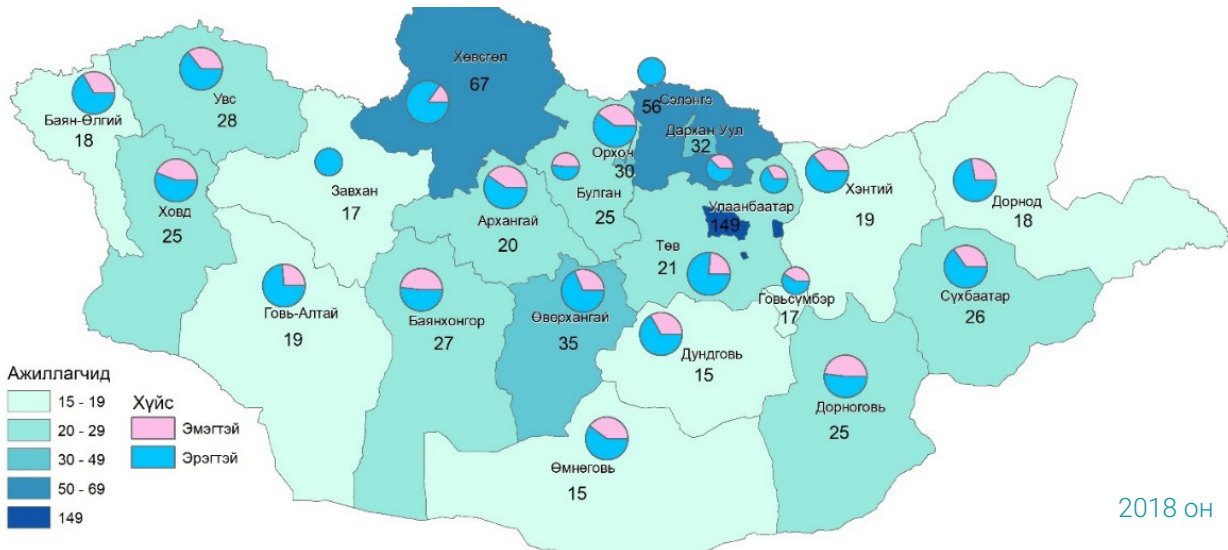 Хөвсгөл
67
Увс
28
Баян-Өлгий
18
56
Сэлэнгэ
Дархан Уул
32
Орхон
30
Завхан
17
Ховд
25
Архангай
20
Булган
25
Улаанбаатар
149
Хэнтий
19
Дорнод
18
Төв
21
Говь-Алтай
19
Баянхонгор
27
Өвөрхангай
35
Говьсүмбэр
17
Сүхбаатар
26
Дундговь
15
Дорноговь
25
Өмнөговь
15
Ажиллагчид
15 - 19
20 - 29
30 - 49
50 - 69
149
Хүйс
Эмэгтэй
Эрэгтэй
2018 он